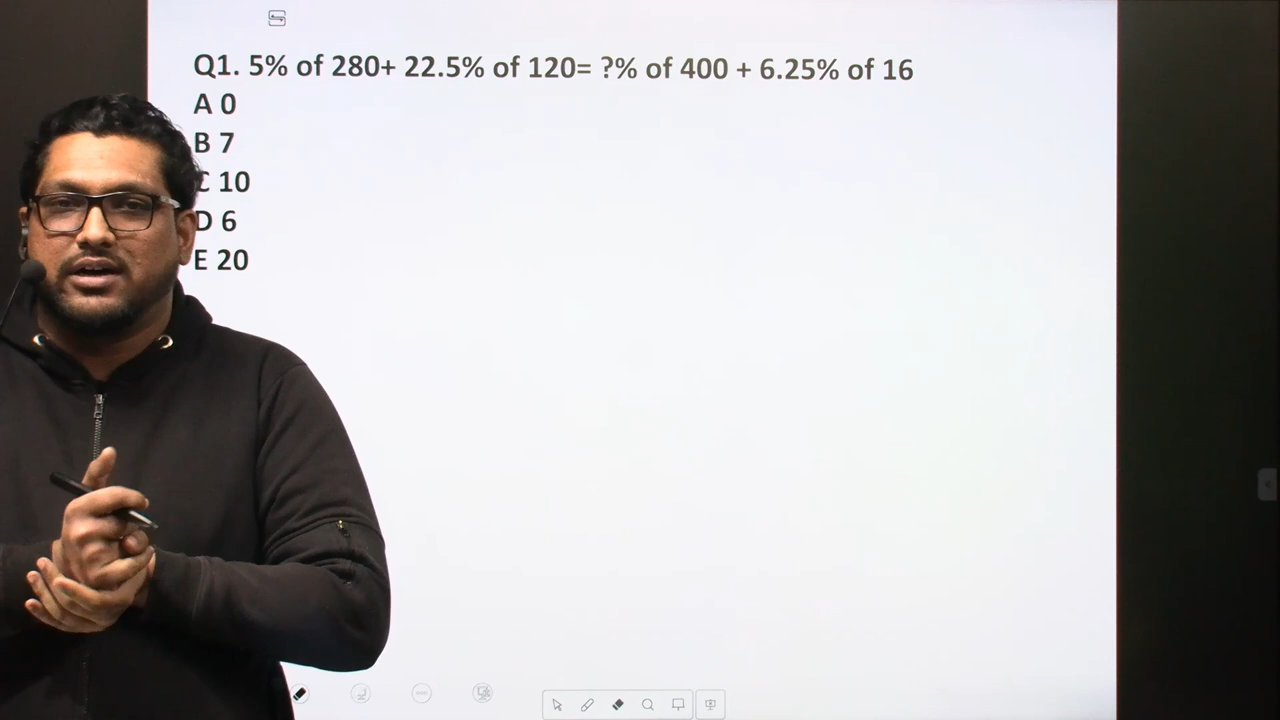 Q1. 5% of 280+ 22.5% of 120= ?% of 400 + 6.25% of 16
A 0
B 7
C 10
D 6
E 20